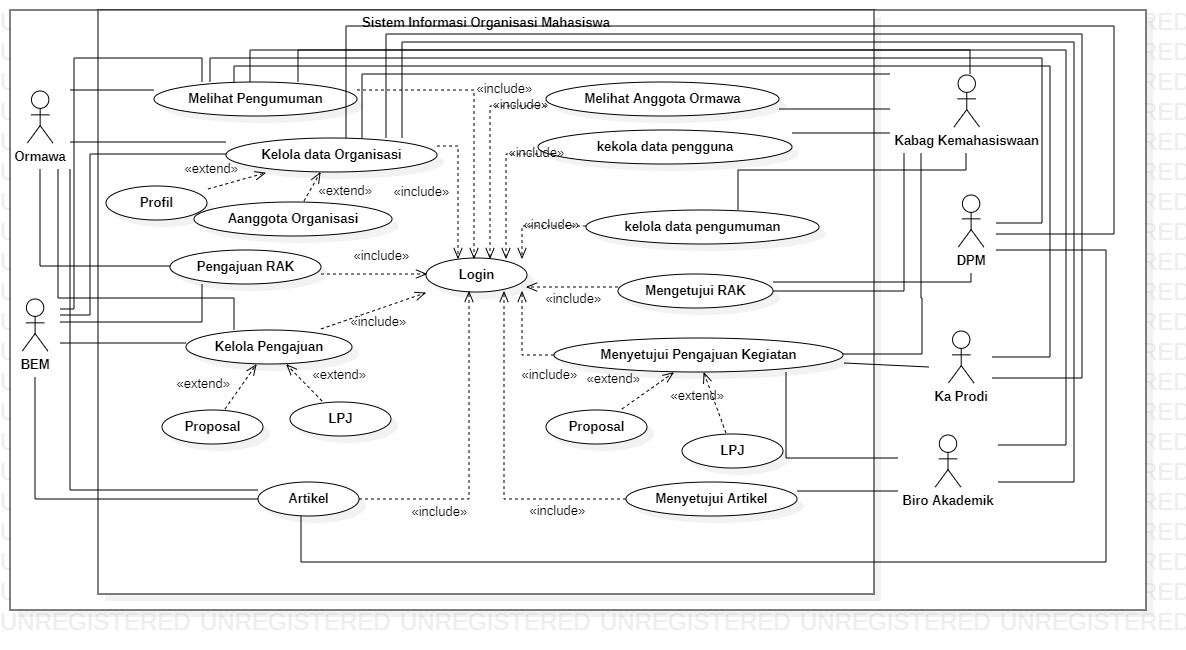 Sistem Informasi Organisasi Mahasiswa
Melihat Pengumuman
«include»
«include»
Melihat Anggota Ormawa
Ormawa
Kabag Kemahasiswaan
Kelola data Organisasi
«include»
kekola data pengguna
«extend»
«extend»
«include»
Profil
Aanggota Organisasi
«include»
kelola data pengumuman
DPM
«include»
Pengajuan RAK
Login
Mengetujui RAK
«include»
«include»
BEM
Kelola Pengajuan
Menyetujui Pengajuan Kegiatan
«extend»
«extend»
«include»
«extend»
«extend»
Ka Prodi
Proposal
LPJ
Proposal
LPJ
Artikel
Menyetujui Artikel
Biro Akademik
«include»
«include»
UNREGISTERED UNREGISTERED UNREGISTERED UNREGISTERED UNREGISTERED UNREGISTERED